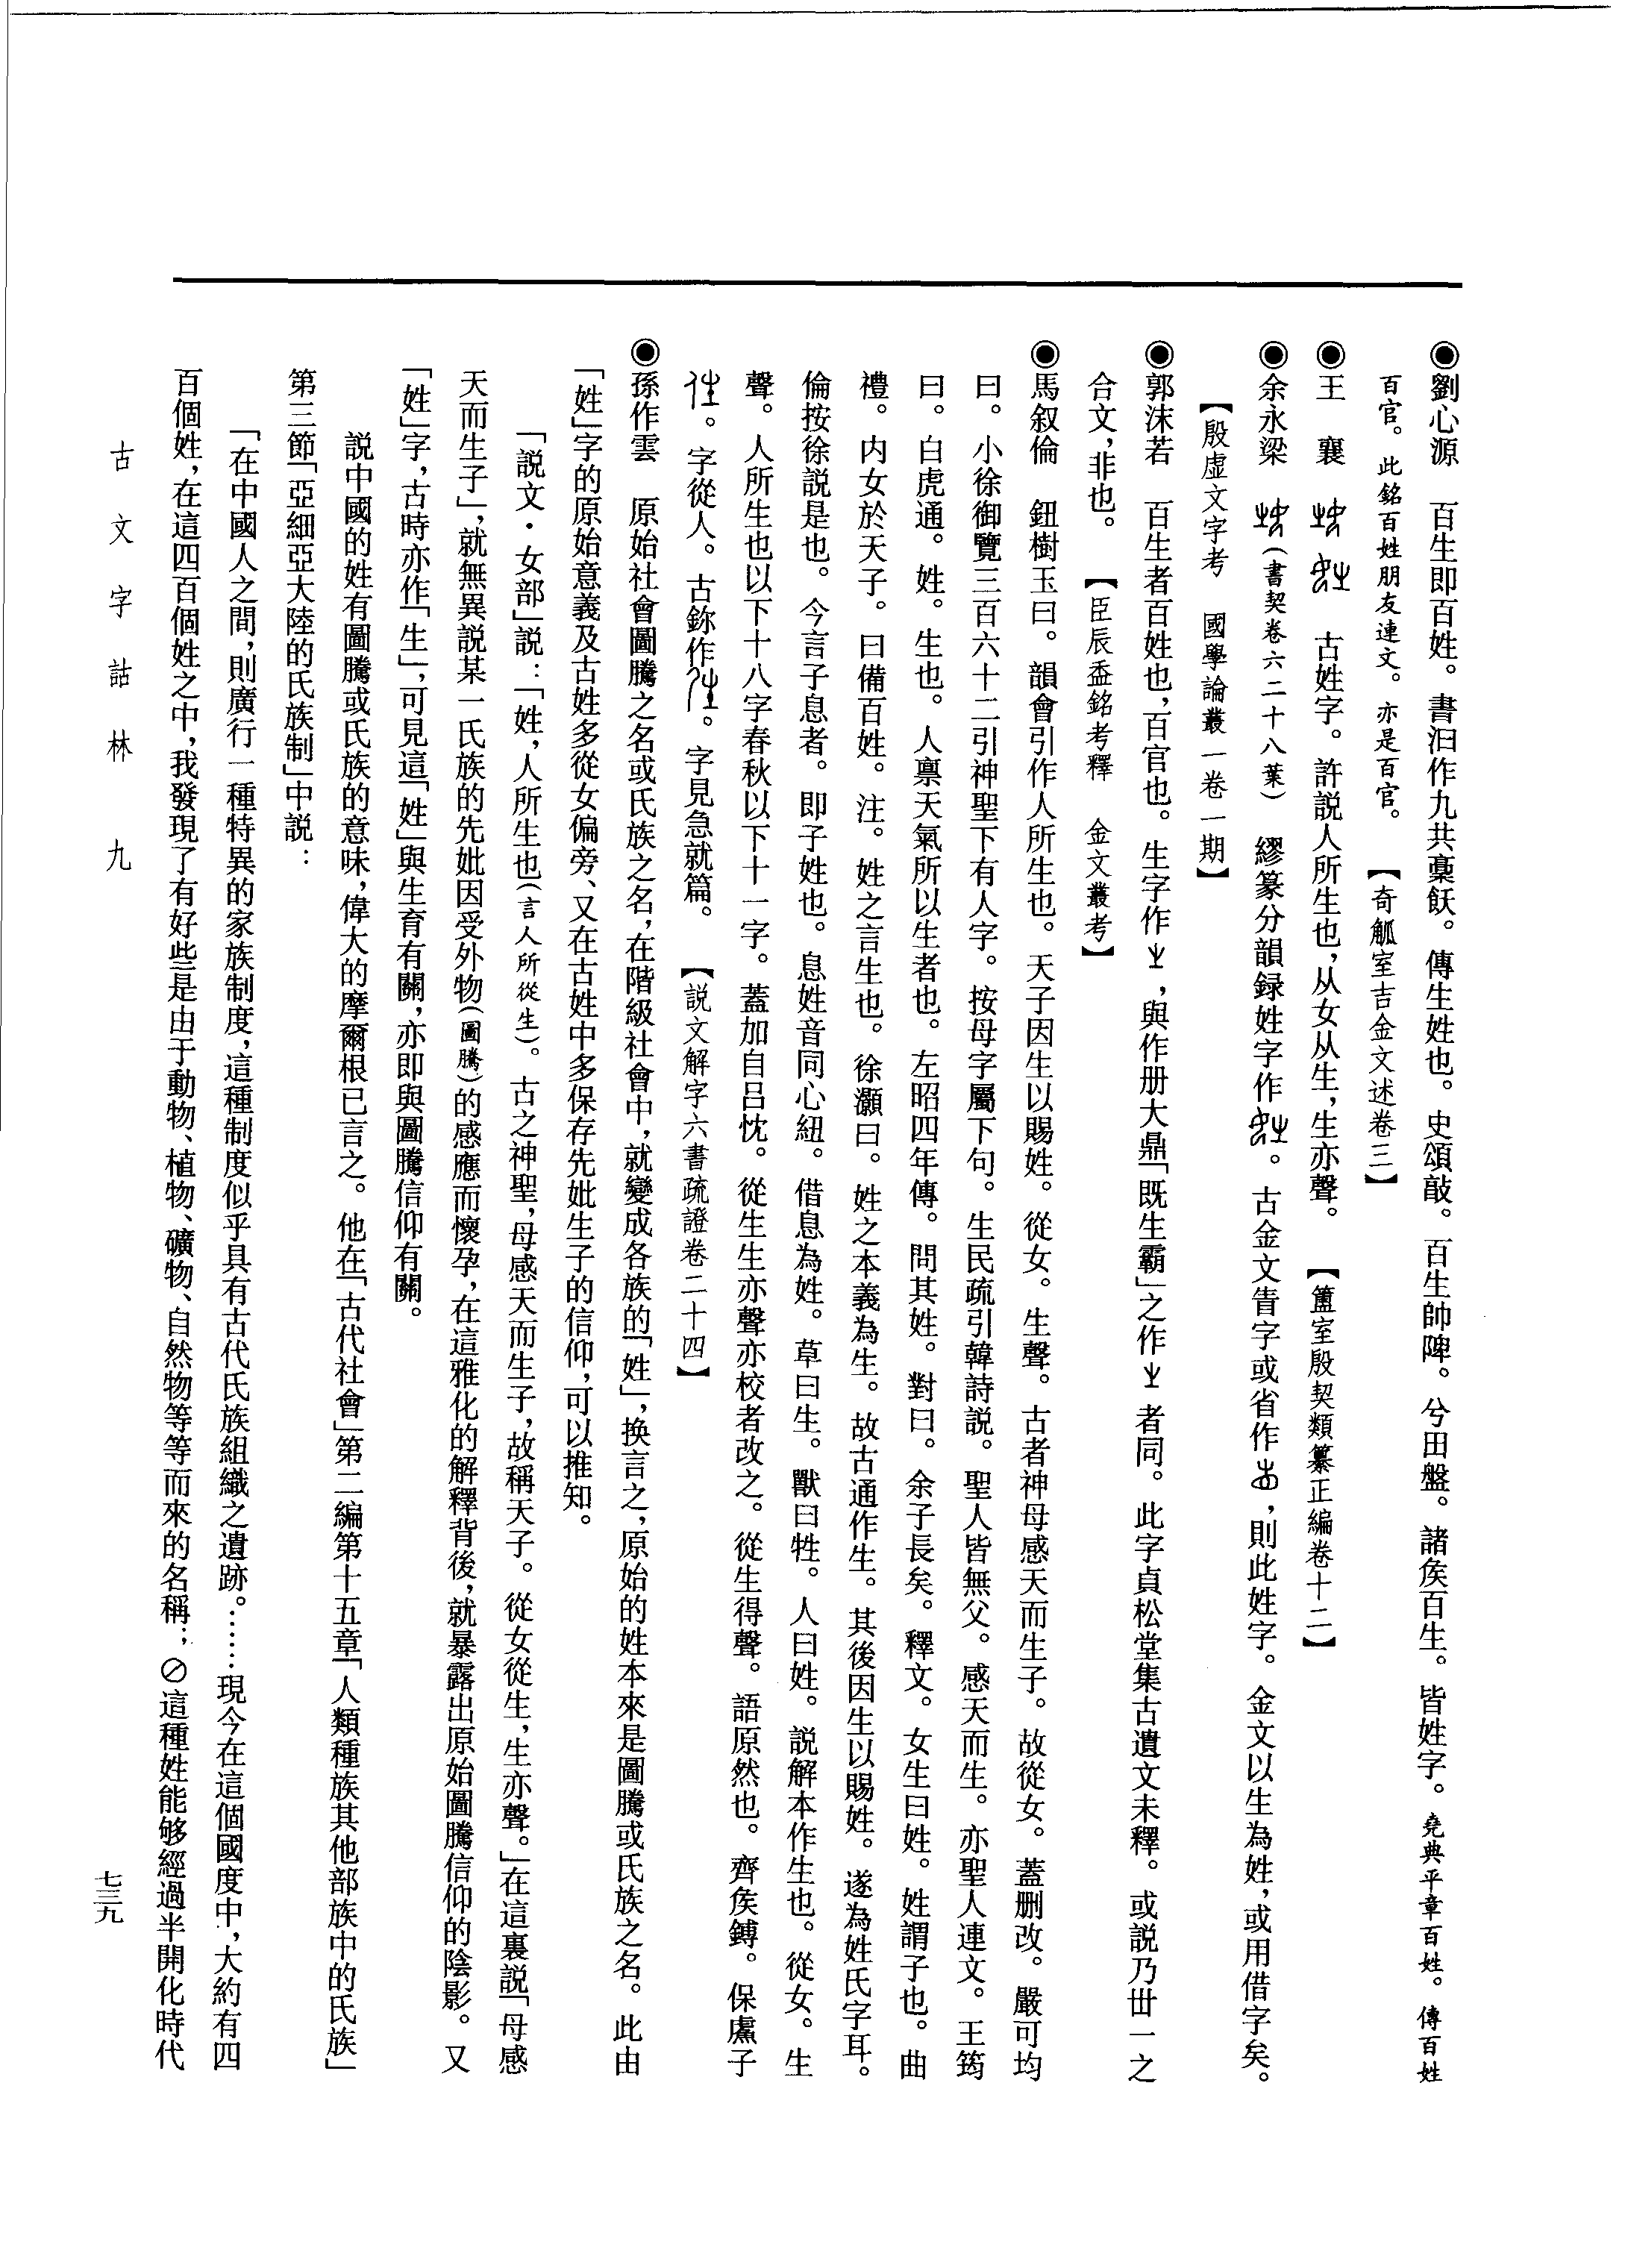 ◉劉心源　百生即百姓。書汩作九共稾飫。傳生姓也。史頌敲。百生帥𨻰。兮田盤。諸矦百生。皆姓字。堯典平章百姓。傳百姓
百官。此銘百姓朋友連文。亦是百官。　【奇觚室吉金文述卷三】
◉王　襄　　古姓字。許説人所生也，从女从生，生亦聲。　【簠室殷契類纂正編卷十二】
◉余永梁　（書契卷六二十八葉）　繆篆分韻録姓字作。古金文眚字或省作，則此姓字。金文以生為姓，或用借字矣。
【殷虚文字考　國學論叢一卷一期】
◉郭沫若　百生者百姓也，百官也。生字作，與作册大鼎「既生霸」之作者同。此字貞松堂集古遺文未釋。或説乃丗一之
合文，非也。　【臣辰盉銘考釋　金文叢考】
◉馬叙倫　鈕樹玉曰。韻會引作人所生也。天子因生以賜姓。從女。生聲。古者神母感天而生子。故從女。蓋删改。嚴可均
曰。小徐御覽三百六十二引神聖下有人字。按母字屬下句。生民疏引韓詩説。聖人皆無父。感天而生。亦聖人連文。王筠
曰。白虎通。姓。生也。人禀天氣所以生者也。左昭四年傳。問其姓。對曰。余子長矣。釋文。女生曰姓。姓謂子也。曲
禮。内女於天子。曰備百姓。注。姓之言生也。徐灝曰。姓之本義為生。故古通作生。其後因生以賜姓。遂為姓氏字耳。
倫按徐説是也。今言子息者。即子姓也。息姓音同心紐。借息為姓。草曰生。獸曰牲。人曰姓。説解本作生也。從女。生
聲。人所生也以下十八字春秋以下十一字。蓋加自吕忱。從生生亦聲亦校者改之。從生得聲。語原然也。齊矦鎛。保䖒子
。字從人。古鉨作。字見急就篇。　【説文解字六書疏證卷二十四】
◉孫作雲　原始社會圖騰之名或氏族之名，在階級社會中，就變成各族的「姓」，换言之，原始的姓本來是圖騰或氏族之名。此由
「姓」字的原始意義及古姓多從女偏旁、又在古姓中多保存先妣生子的信仰，可以推知。
「説文・女部」説：「姓，人所生也（言人所從生）。古之神聖，母感天而生子，故稱天子。從女從生，生亦聲。」在這裏説「母感
天而生子」，就無異説某一氏族的先妣因受外物（圖騰）的感應而懷孕，在這雅化的解釋背後，就暴露出原始圖騰信仰的陰影。又
「姓」字，古時亦作「生」，可見這「姓」與生育有關，亦即與圖騰信仰有關。
説中國的姓有圖騰或氏族的意味，偉大的摩爾根已言之。他在「古代社會」第二編第十五章「人類種族其他部族中的氏族」
第三節「亞細亞大陸的氏族制」中説：
「在中國人之間，則廣行一種特異的家族制度，這種制度似乎具有古代氏族組織之遺跡。……現今在這個國度中，大約有四
百個姓，在這四百個姓之中，我發現了有好些是由于動物、植物、礦物、自然物等等而來的名稱；⊘這種姓能够經過半開化時代
古文字詁林　九
七三九